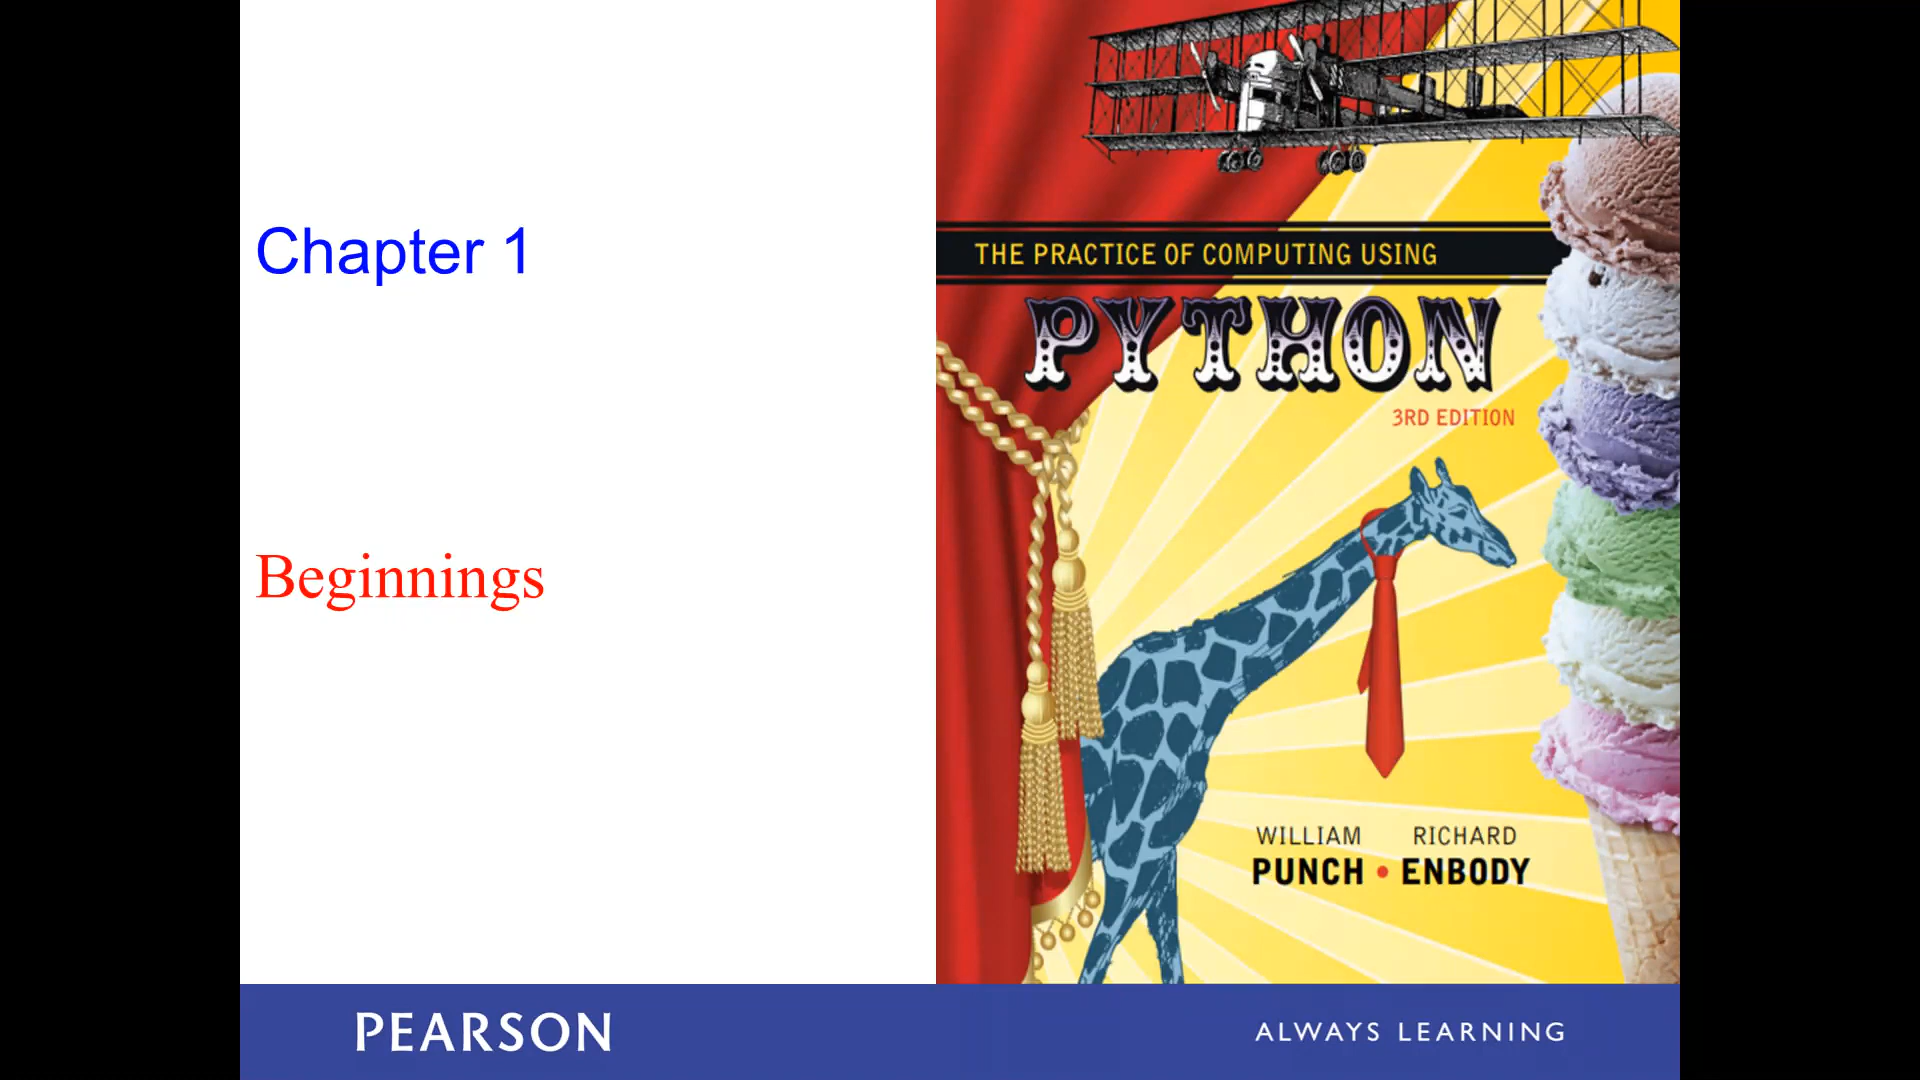 Chapter 1
Beginnings
THE PRACTICE OF COMPUTING USING
PYTHON
3RD EDITION
WILLIAM RICHARD
PUNCH • ENBODY
PEARSON
ALWAYS LEARNING